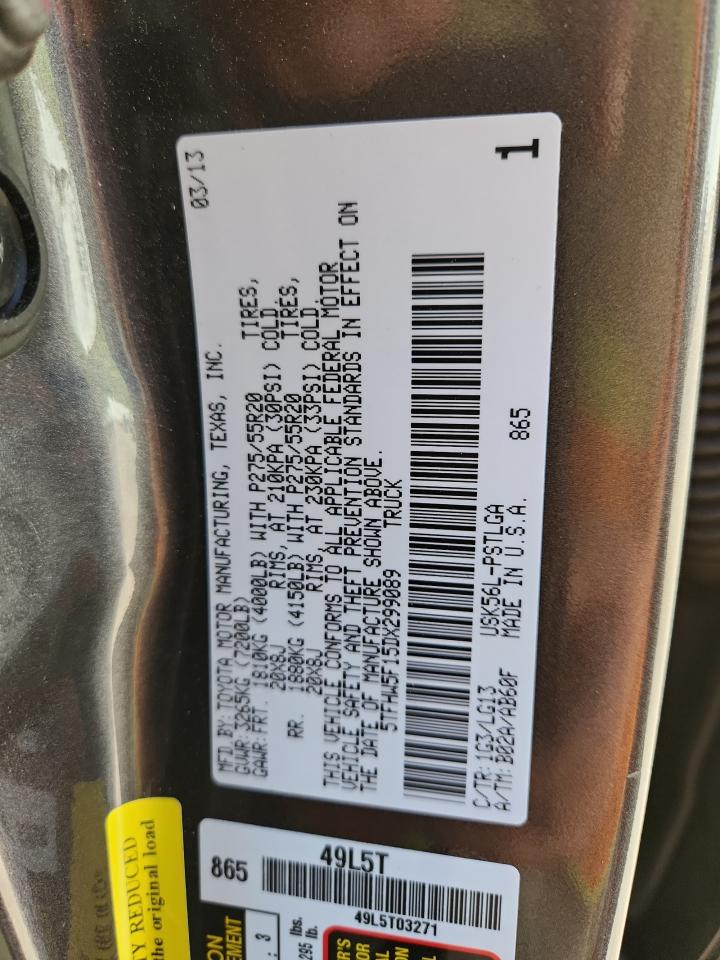 MFD.BY:TOYOTA MOTOR MANUFACTURING, TEXAS, INC. 03/13
GVWR:3265KG (7200LB)
GAWR:FRT. 1810KG (4000LB) WITH P275/55R20 TIRES,
20X8J RIMS, AT 210KPA (30PSI) COLD.
RR. 1880KG (4150LB) WITH P275/55R20 TIRES,
20X8J RIMS, AT 230KPA (33PSI) COLD.
THIS VEHICLE CONFORMS TO ALL APPLICABLE FEDERAL MOTOR
VEHICLE SAFETY AND THEFT PREVENTION STANDARDS IN EFFECT ON
THE DATE OF MANUFACTURE SHOWN ABOVE.
5TFHW5F15DX299089 TRUCK
C/TR:1G3/LG13 USK56L-PSTLGA 865
A/TM:B02A/AB60F MADE IN U.S.A.
1
REDUCED
the original load
865
49L5T
49L5T03271
: 3
lbs.
295 lb.